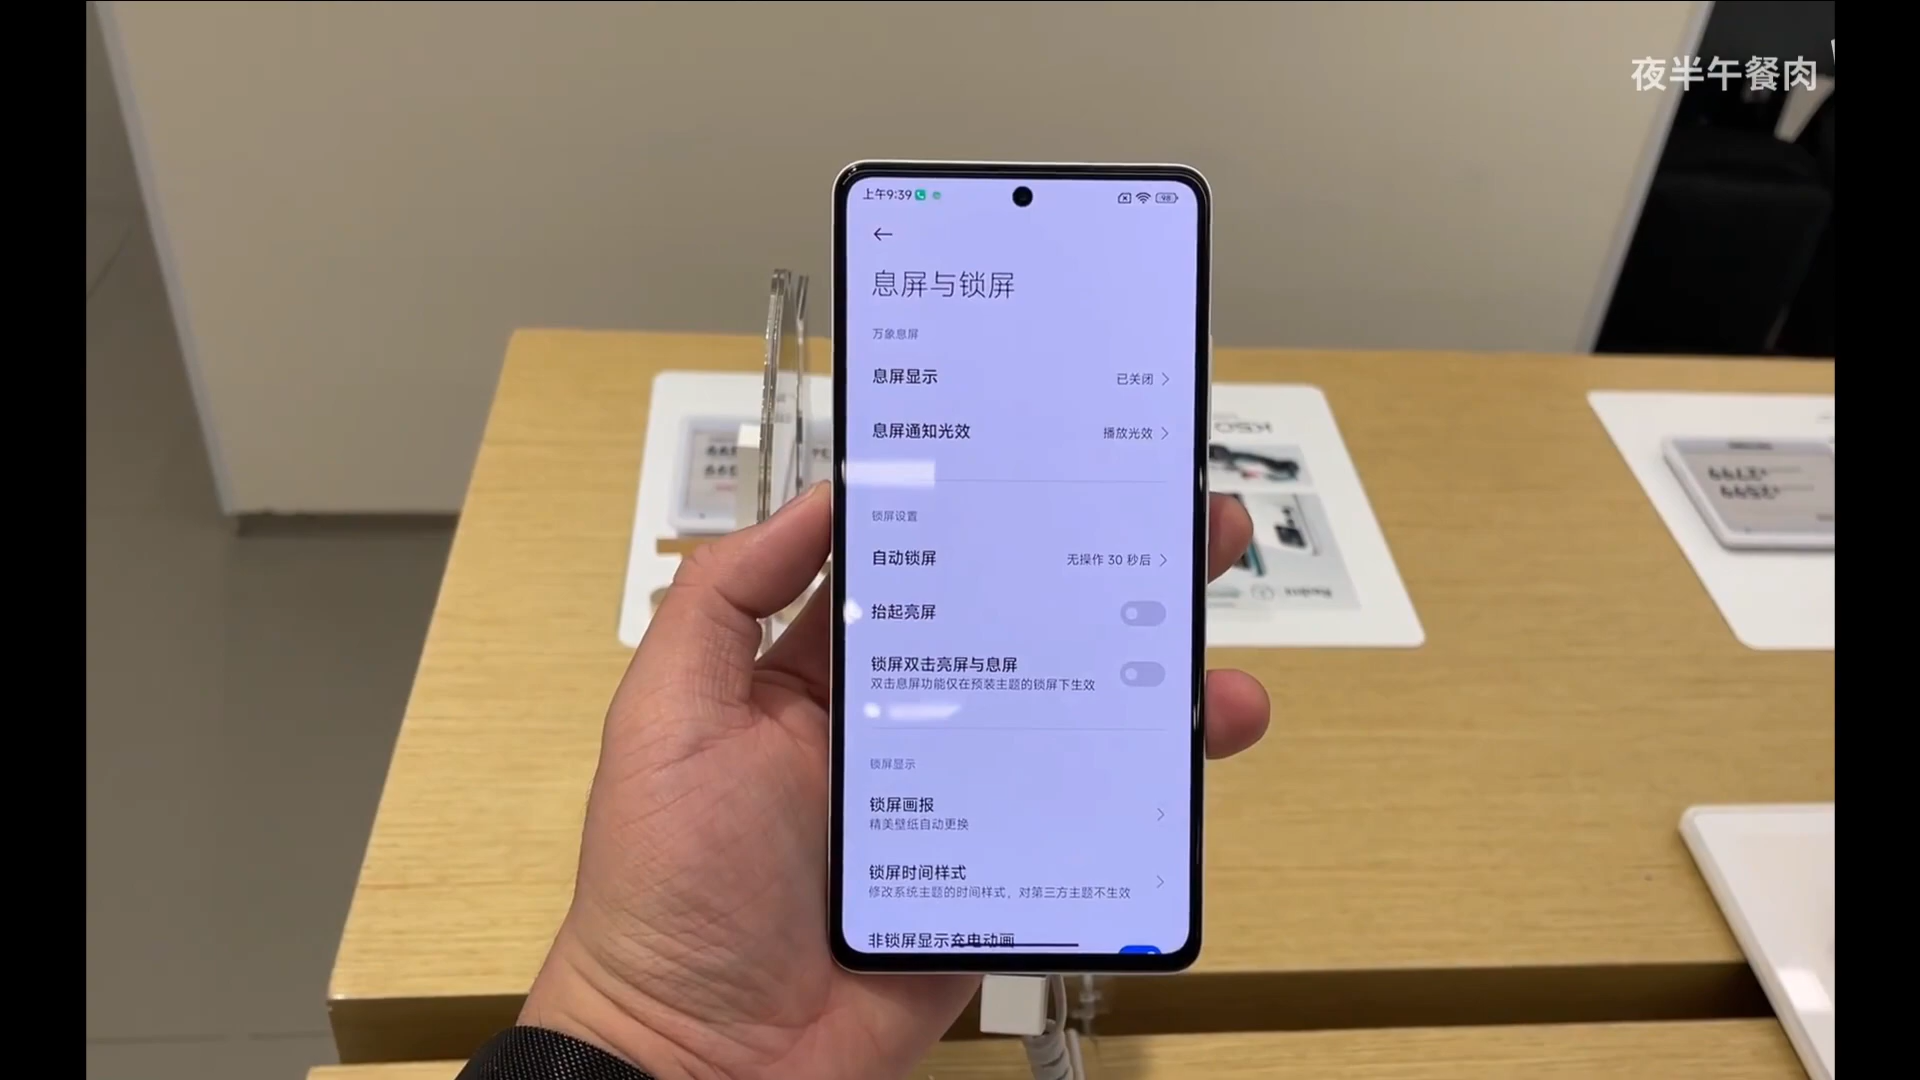 夜半午餐肉
上午9:39
98
息屏与锁屏
万象息屏
息屏显示
已关闭
息屏通知光效
播放光效
锁屏设置
自动锁屏
无操作 30 秒后
抬起亮屏
锁屏双击亮屏与息屏
双击息屏功能仅在预装主题的锁屏下生效
锁屏显示
锁屏画报
精美壁纸自动更换
锁屏时间样式
修改系统主题的时间样式，对第三方主题不生效
非锁屏显示充电动画
K50